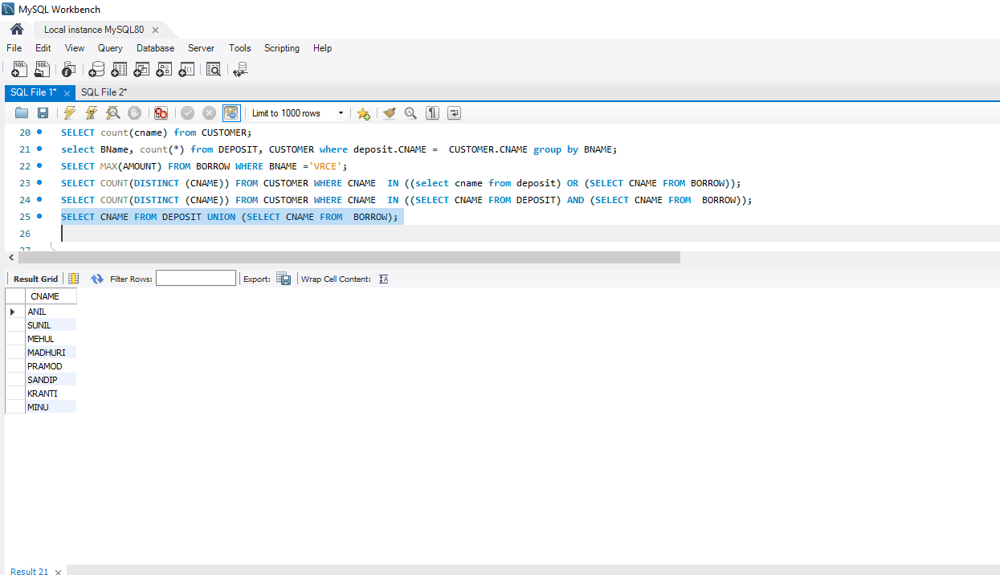 MySQL Workbench
Local instance MySQL80 ×
File Edit View Query Database Server Tools Scripting Help
SQL File 1* × SQL File 2*
Limit to 1000 rows
20 SELECT count(cname) from CUSTOMER;
21 select BName, count(*) from DEPOSIT, CUSTOMER where deposit.CNAME =  CUSTOMER.CNAME group by BNAME;
22 SELECT MAX(AMOUNT) FROM BORROW WHERE BNAME ='VRCE';
23 SELECT COUNT(DISTINCT (CNAME)) FROM CUSTOMER WHERE CNAME  IN ((select cname from deposit) OR (SELECT CNAME FROM BORROW));
24 SELECT COUNT(DISTINCT (CNAME)) FROM CUSTOMER WHERE CNAME  IN ((SELECT CNAME FROM DEPOSIT) AND (SELECT CNAME FROM  BORROW));
25 SELECT CNAME FROM DEPOSIT UNION (SELECT CNAME FROM  BORROW);
26
27
Result Grid Filter Rows: Export: Wrap Cell Content:
CNAME
ANIL
SUNIL
MEHUL
MADHURI
PRAMOD
SANDIP
KRANTI
MINU
Result 21 ×